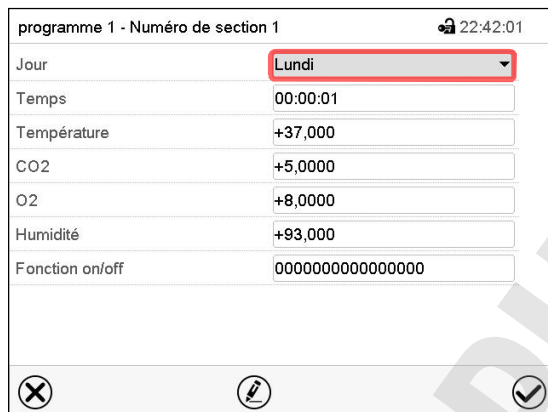 programme 1 - Numéro de section 1 22:42:01
Jour Lundi
Temps 00:00:01
Température +37,000
CO2 +5,0000
O2 +8,0000
Humidité +93,000
Fonction on/off 0000000000000000